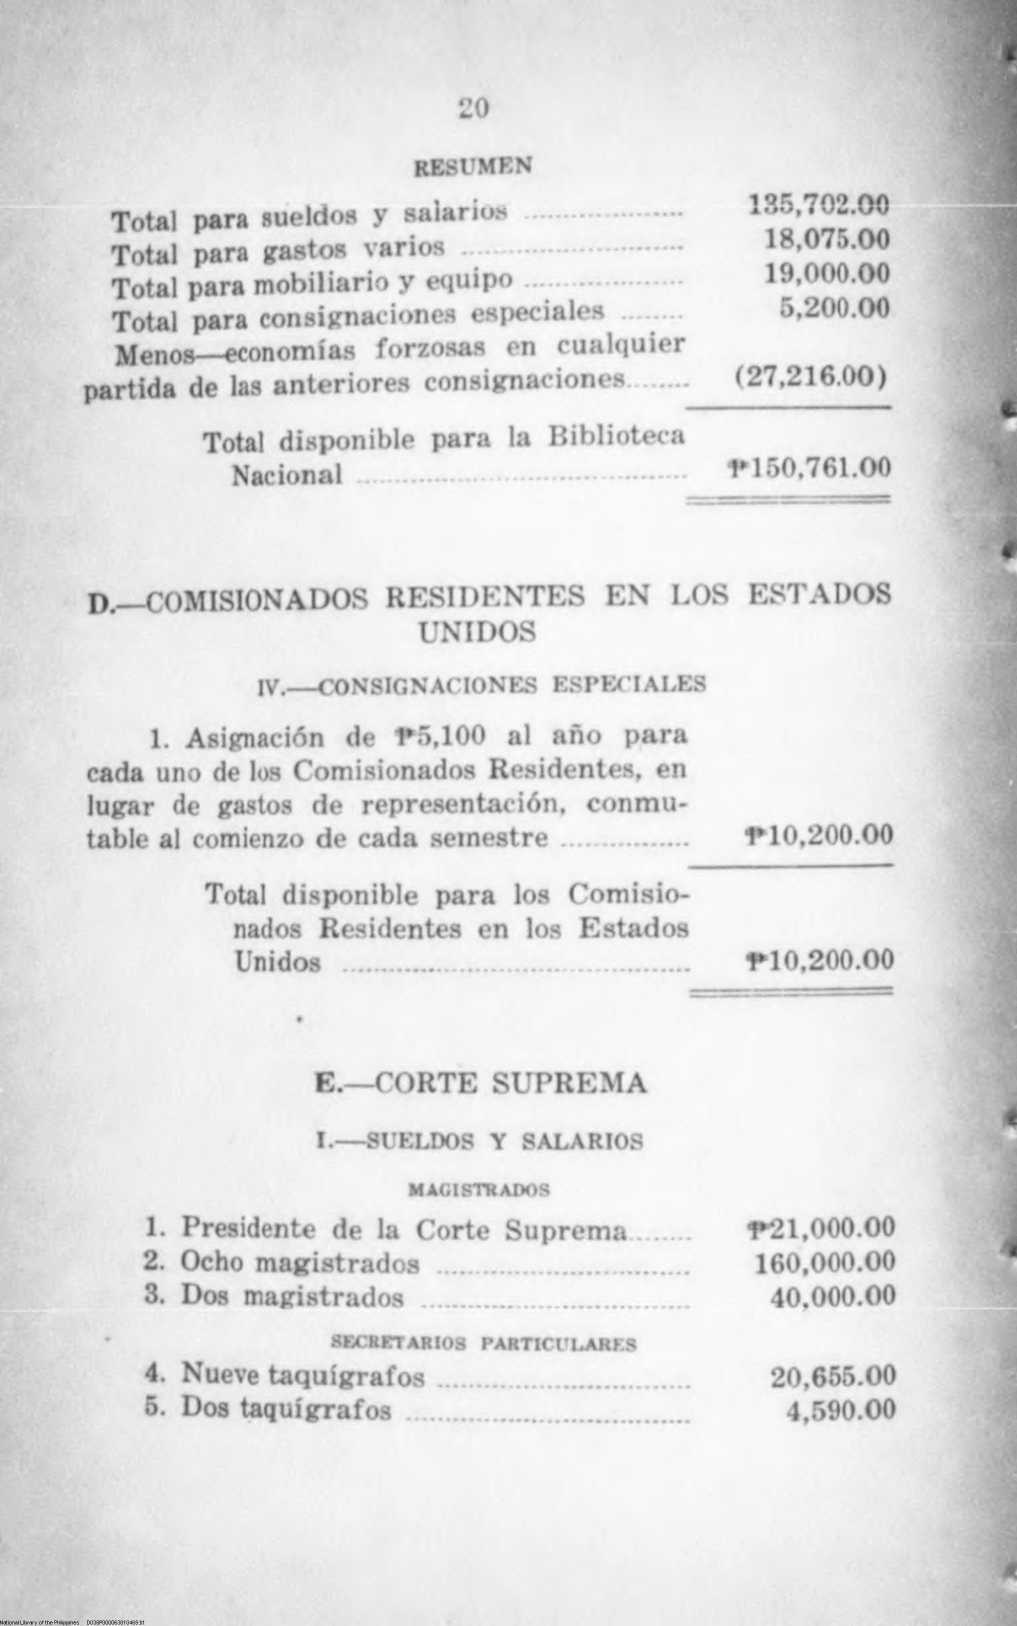 20
RESUMEN
Total para sueldos y salarios ........ 135,702.00
Total para gastos varios ........ 18,075.00
Total para mobiliario y equipo ........ 19,000.00
Total para consignaciones especiales ........ 5,200.00
Menos—economías forzosas en cualquier
partida de las anteriores consignaciones ........ (27,216.00)
Total disponible para la Biblioteca
Nacional ........ ₱150,761.00
D.—COMISIONADOS RESIDENTES EN LOS ESTADOS
UNIDOS
IV.—CONSIGNACIONES ESPECIALES
1. Asignación de ₱5,100 al año para
cada uno de los Comisionados Residentes, en
lugar de gastos de representación, conmu-
table al comienzo de cada semestre ........ ₱10,200.00
Total disponible para los Comisio-
nados Residentes en los Estados
Unidos ........ ₱10,200.00
E.—CORTE SUPREMA
I.—SUELDOS Y SALARIOS
MAGISTRADOS
1. Presidente de la Corte Suprema ........ ₱21,000.00
2. Ocho magistrados ........ 160,000.00
3. Dos magistrados ........ 40,000.00
SECRETARIOS PARTICULARES
4. Nueve taquígrafos ........ 20,655.00
5. Dos taquígrafos ........ 4,590.00
National Library of the Philippines